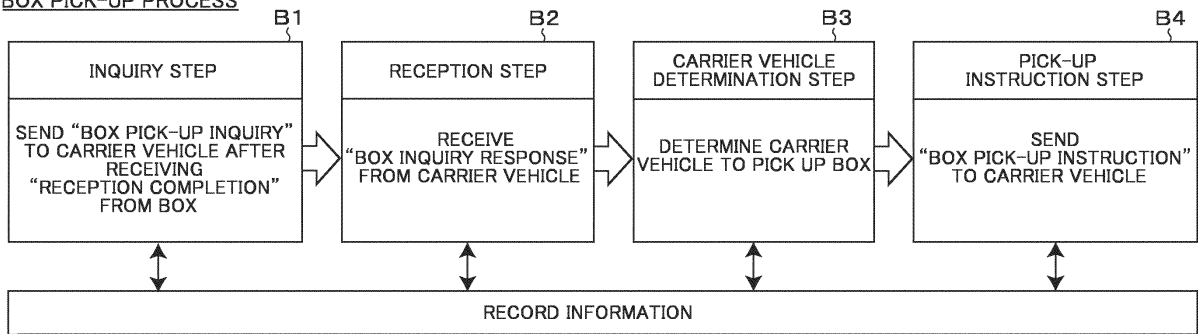 BOX PICK-UP PROCESS
B1
B2
B3
B4
INQUIRY STEP
SEND "BOX PICK-UP INQUIRY"
TO CARRIER VEHICLE AFTER
RECEIVING
"RECEPTION COMPLETION"
FROM BOX
RECEPTION STEP
RECEIVE
"BOX INQUIRY RESPONSE"
FROM CARRIER VEHICLE
CARRIER VEHICLE
DETERMINATION STEP
DETERMINE CARRIER
VEHICLE TO PICK UP BOX
PICK-UP
INSTRUCTION STEP
SEND
"BOX PICK-UP INSTRUCTION"
TO CARRIER VEHICLE
RECORD INFORMATION